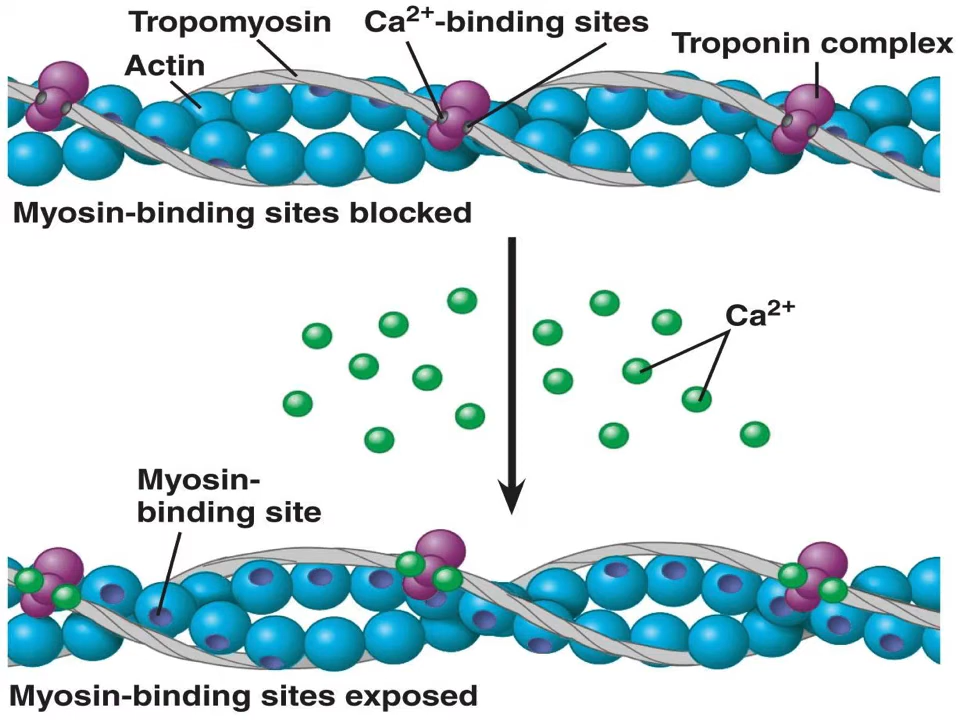 Tropomyosin
Ca²⁺-binding sites
Troponin complex
Actin
Myosin-binding sites blocked
Ca²⁺
Myosin-
binding site
Myosin-binding sites exposed